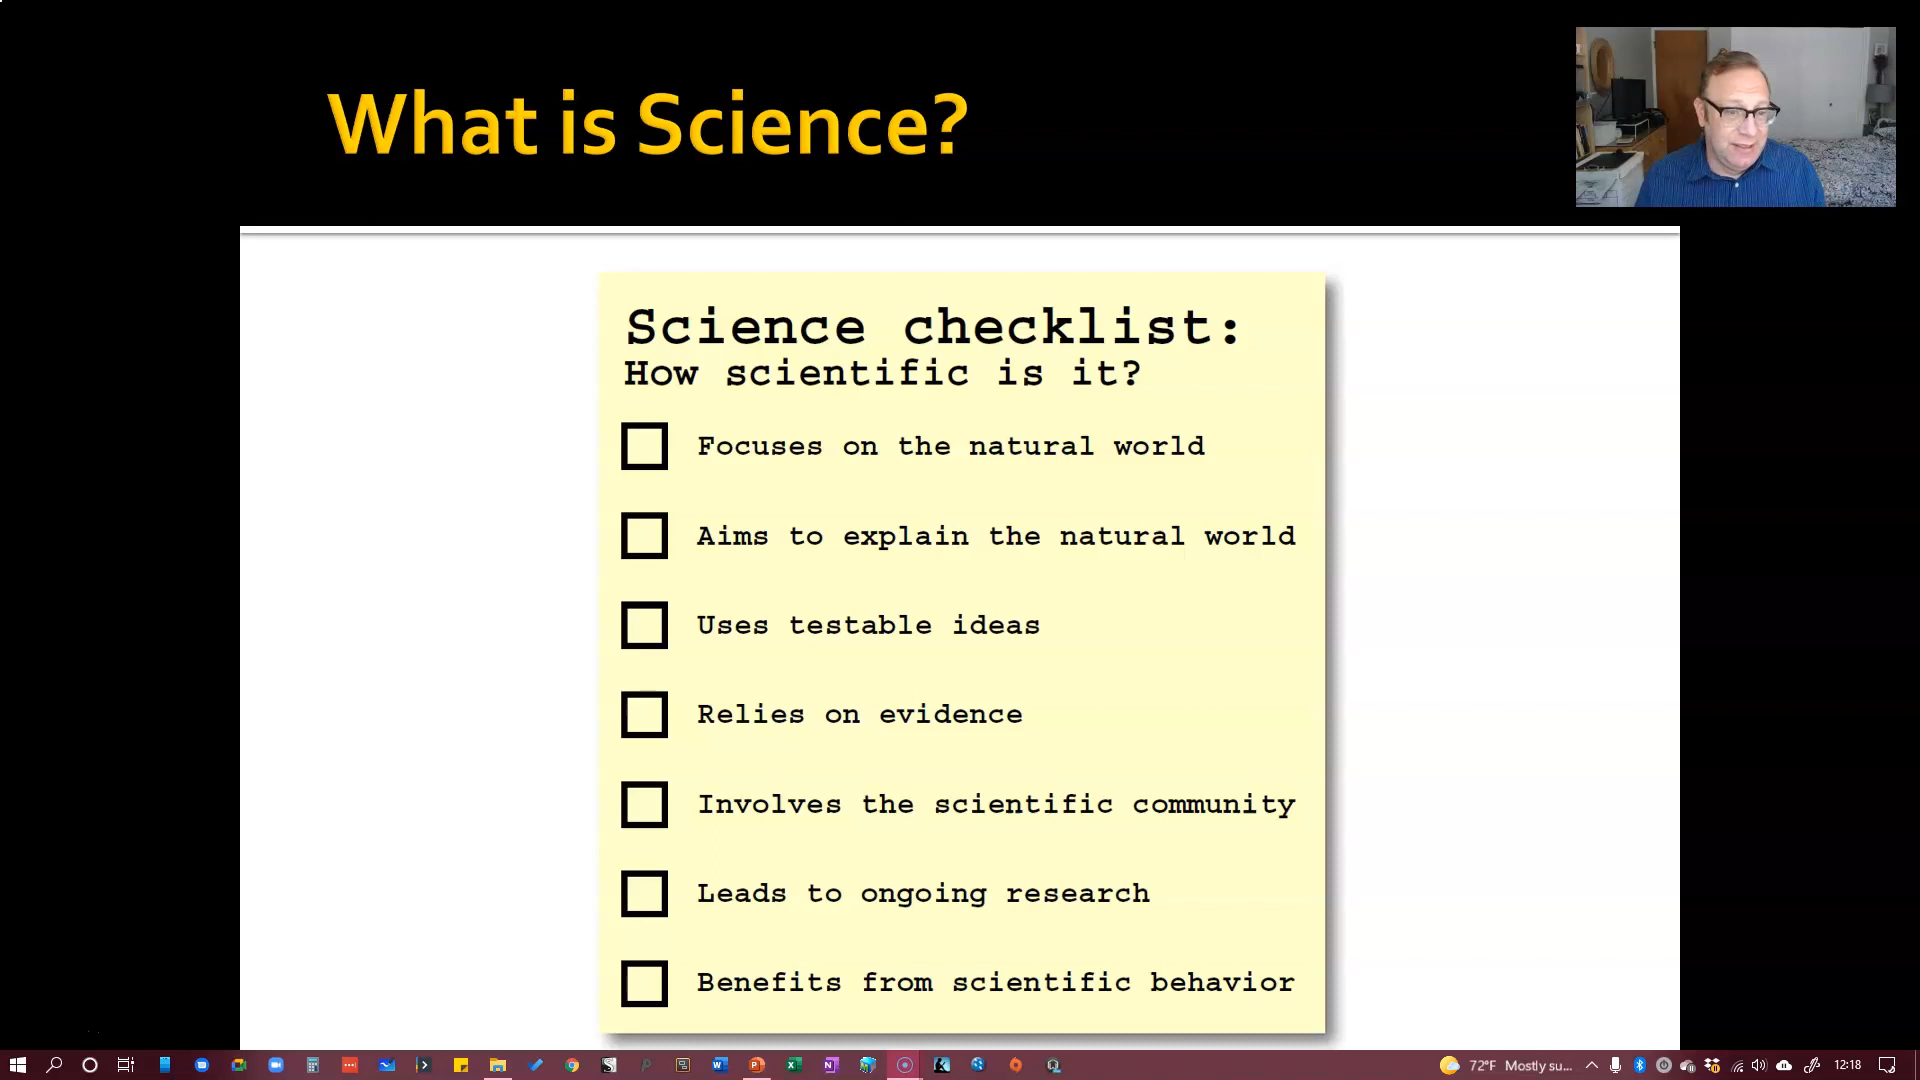 What is Science?
Science checklist:
How scientific is it?
Focuses on the natural world
Aims to explain the natural world
Uses testable ideas
Relies on evidence
Involves the scientific community
Leads to ongoing research
Benefits from scientific behavior
72°F Mostly su... 12:18